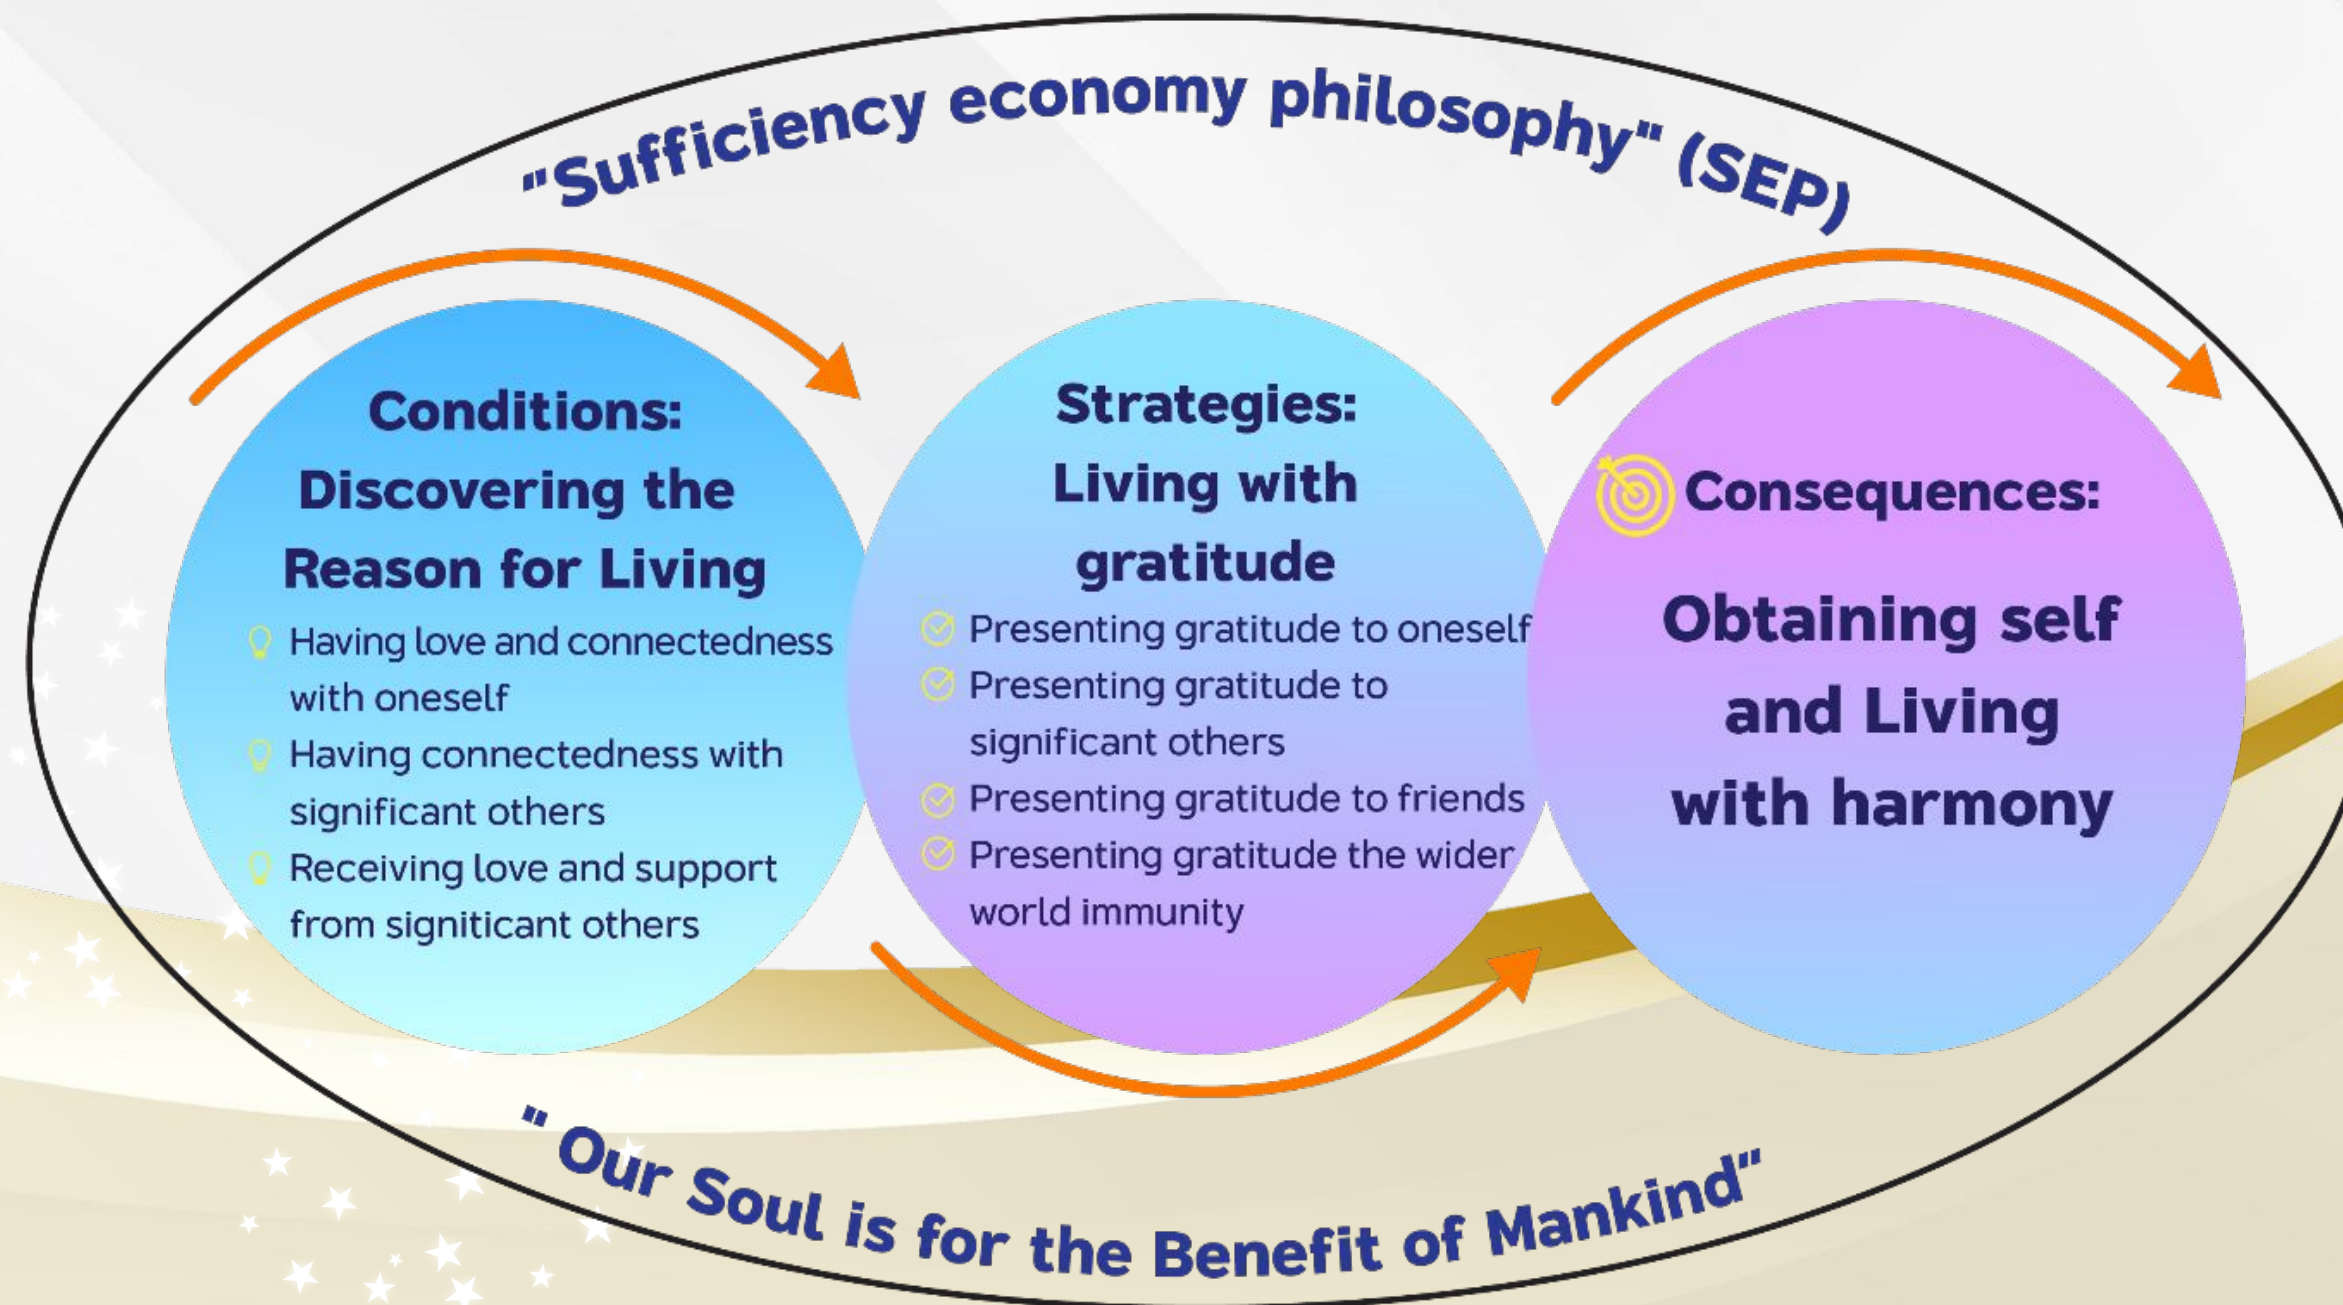 "Sufficiency economy philosophy" (SEP)
Conditions:
Discovering the
Reason for Living
Having love and connectedness
with oneself
Having connectedness with
significant others
Receiving love and support
from signiticant others
Strategies:
Living with
gratitude
Presenting gratitude to oneself
Presenting gratitude to
significant others
Presenting gratitude to friends
Presenting gratitude the wider
world immunity
Consequences:
Obtaining self
and Living
with harmony
" Our Soul is for the Benefit of Mankind"